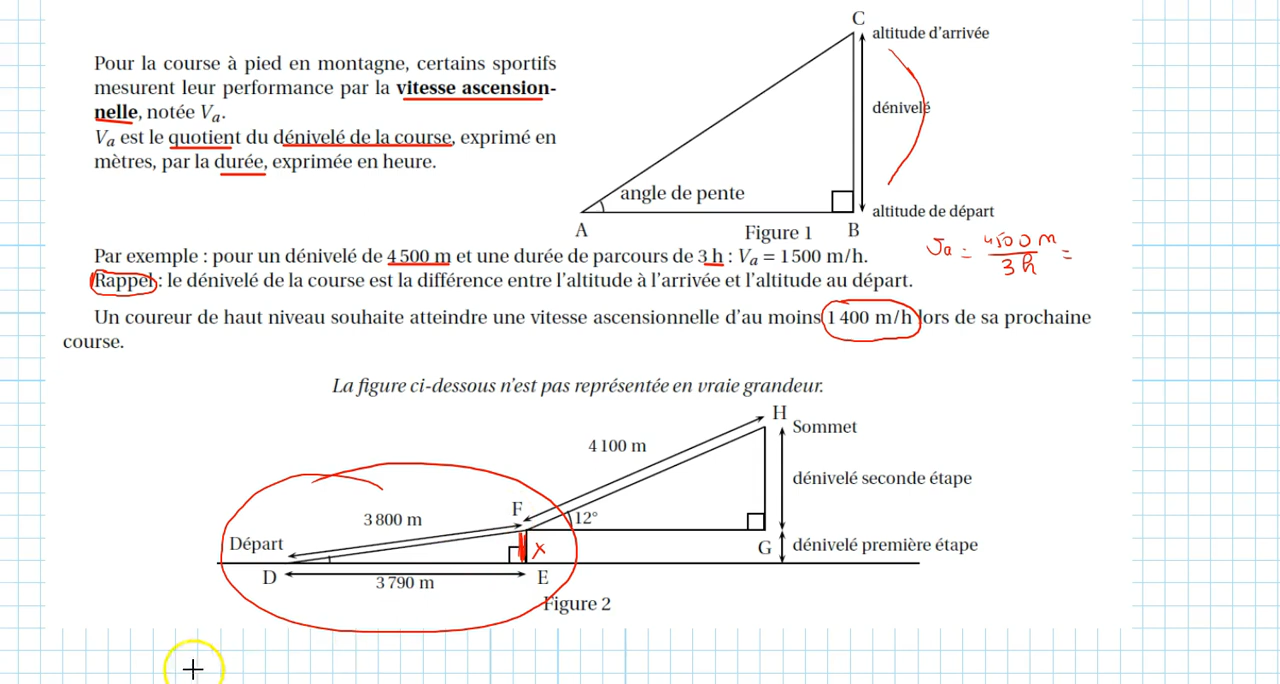 C
altitude d'arrivée
Pour la course à pied en montagne, certains sportifs
mesurent leur performance par la vitesse ascension-
nelle, notée Va.
dénivelé
Va est le quotient du dénivelé de la course, exprimé en
mètres, par la durée, exprimée en heure.
angle de pente
altitude de départ
A
Figure 1
B
Par exemple : pour un dénivelé de 4 500 m et une durée de parcours de 3 h : Va = 1 500 m/h.
Va = 4500 m / 3 h =
Rappel : le dénivelé de la course est la différence entre l'altitude à l'arrivée et l'altitude au départ.
Un coureur de haut niveau souhaite atteindre une vitesse ascensionnelle d'au moins 1 400 m/h lors de sa prochaine
course.
La figure ci-dessous n'est pas représentée en vraie grandeur.
H
Sommet
4 100 m
dénivelé seconde étape
F
3 800 m
12°
Départ
x
G
dénivelé première étape
D
3 790 m
E
Figure 2